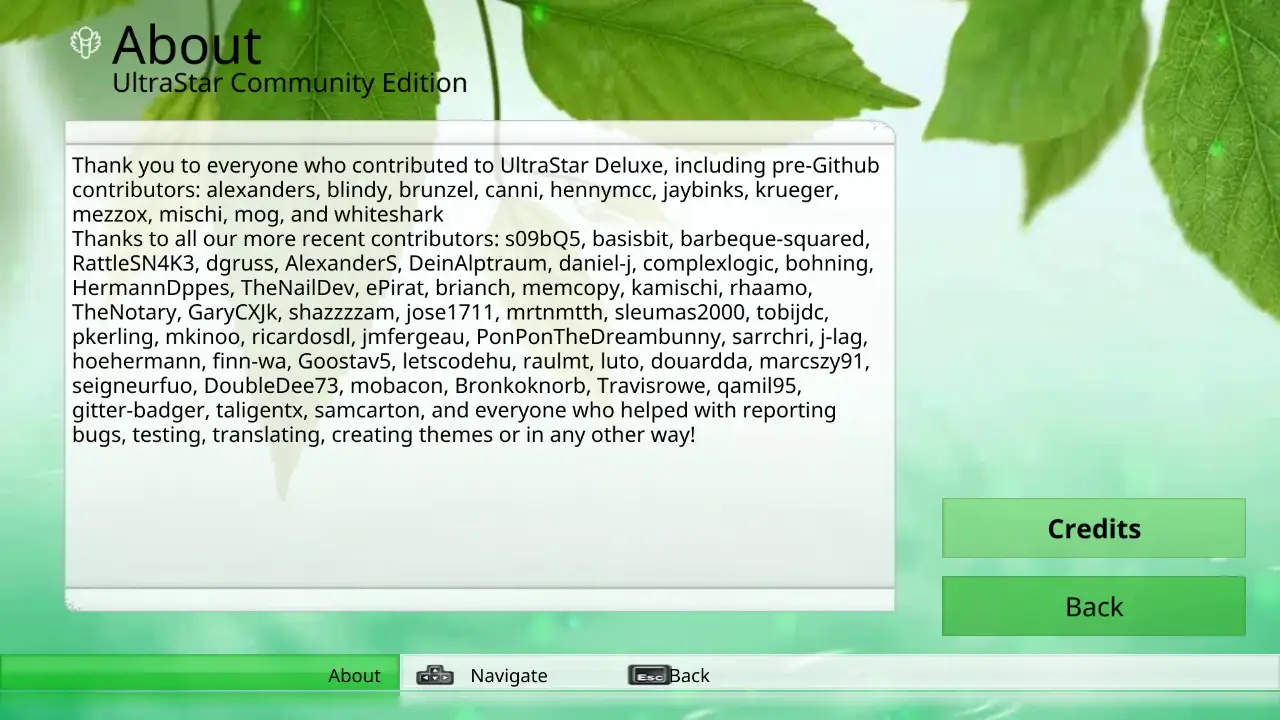 About
UltraStar Community Edition
Thank you to everyone who contributed to UltraStar Deluxe, including pre-Github
contributors: alexanders, blindy, brunzel, canni, hennymcc, jaybinks, krueger,
mezzox, mischi, mog, and whiteshark
Thanks to all our more recent contributors: s09bQ5, basisbit, barbeque-squared,
RattleSN4K3, dgruss, AlexanderS, DeinAlptraum, daniel-j, complexlogic, bohning,
HermannDppes, TheNailDev, ePirat, brianch, memcopy, kamischi, rhaamo,
TheNotary, GaryCXJk, shazzzzam, jose1711, mrtnmtth, sleumas2000, tobijdc,
pkerling, mkinoo, ricardosdl, jmfergeau, PonPonTheDreambunny, sarrchri, j-lag,
hoehermann, finn-wa, Goostav5, letscodehu, raulmt, luto, douardda, marcszy91,
seigneurfuo, DoubleDee73, mobacon, Bronkoknorb, Travisrowe, qamil95,
gitter-badger, taligentx, samcarton, and everyone who helped with reporting
bugs, testing, translating, creating themes or in any other way!
Credits
Back
About
Navigate
Esc Back